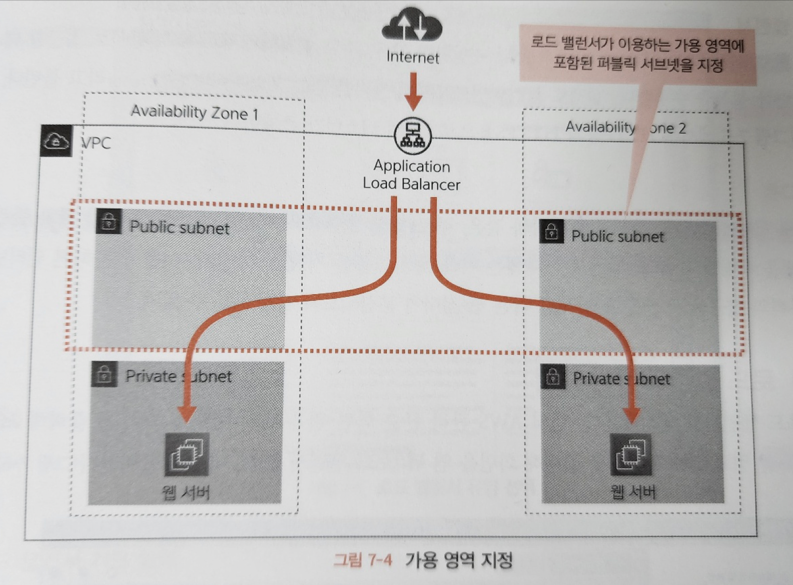 Internet
로드 밸런서가 이용하는 가용 영역에
포함된 퍼블릭 서브넷을 지정
Availability Zone 1
Availability Zone 2
VPC
Application
Load Balancer
Public subnet
Public subnet
Private subnet
Private subnet
웹 서버
웹 서버
그림 7-4 가용 영역 지정